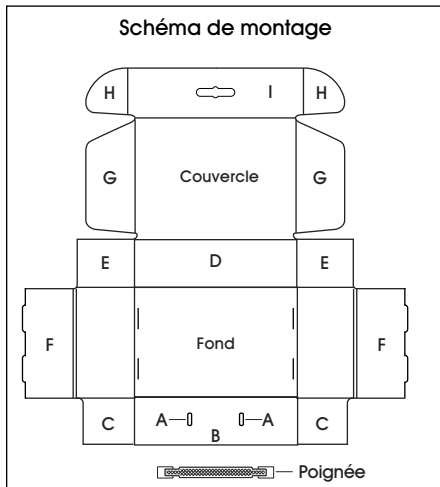 Schéma de montage
H I H
G Couvercle G
E D E
F Fond F
C A A C
B
Poignée